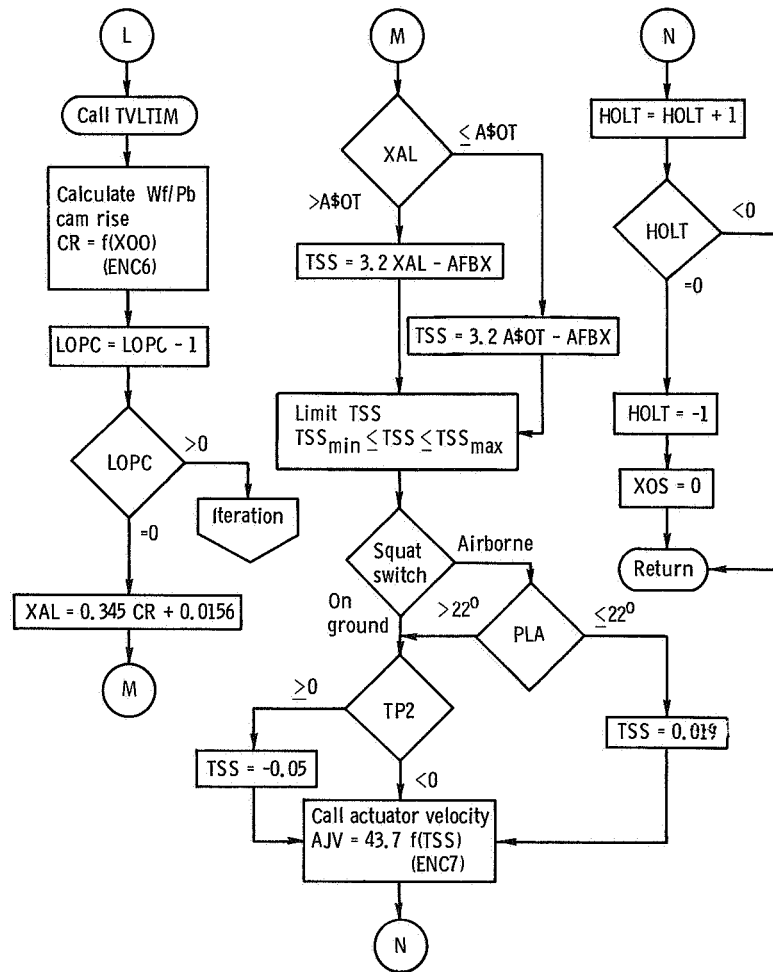 L
Call TVLTIM
Calculate Wf/Pb
cam rise
CR = f(XOO)
(ENC6)
LOPC = LOPC - 1
LOPC
>0
Iteration
=0
XAL = 0.345 CR + 0.0156
M
M
XAL
≤ A$OT
>A$OT
TSS = 3.2 XAL - AFBX
TSS = 3.2 A$OT - AFBX
Limit TSS
TSSmin ≤ TSS ≤ TSSmax
Squat
switch
Airborne
On
ground
>22⁰
PLA
≤22⁰
TP2
≥0
TSS = -0.05
<0
TSS = 0.019
Call actuator velocity
AJV = 43.7 f(TSS)
(ENC7)
N
N
HOLT = HOLT + 1
HOLT
<0
=0
HOLT = -1
XOS = 0
Return